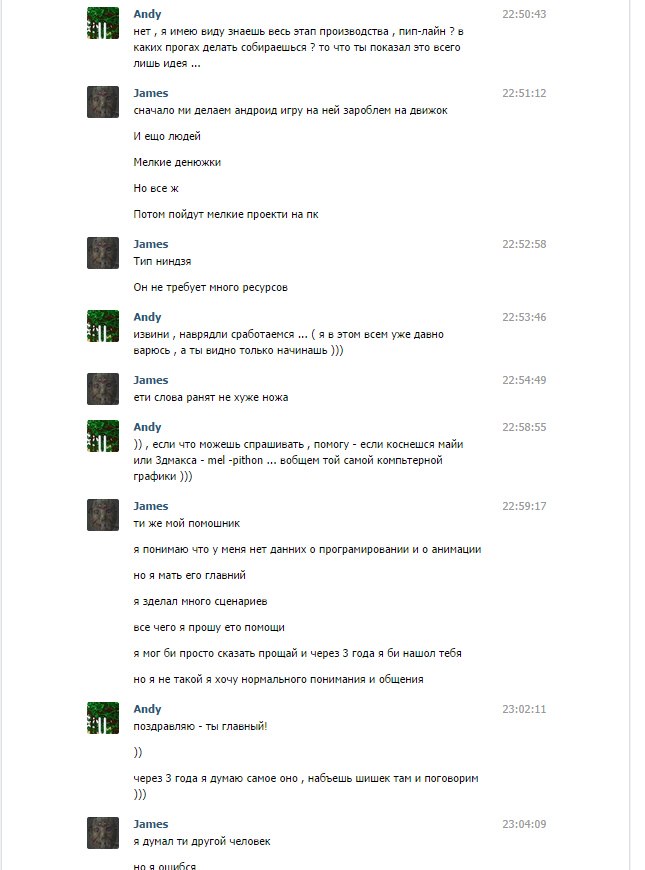 Andy 22:50:43
нет , я имею виду знаешь весь этап производства , пип-лайн ? в
каких прогах делать собираешься ? то что ты показал это всего
лишь идея ...
James 22:51:12
сначало ми делаем андроид игру на ней зароблем на движок
И ещо людей
Мелкие денюжки
Но все ж
Потом пойдут мелкие проекти на пк
James 22:52:58
Тип ниндзя
Он не требует много ресурсов
Andy 22:53:46
извини , наврядли сработаемся ... ( я в этом всем уже давно
варюсь , а ты видно только начинашь )))
James 22:54:49
ети слова ранят не хуже ножа
Andy 22:58:55
)) , если что можешь спрашивать , помогу - если коснешся майи
или 3дмакса - mel -pithon ... вобщем той самой компьтерной
графики )))
James 22:59:17
ти же мой помошник
я понимаю что у меня нет данних о програмировании и о анимации
но я мать его главний
я зделал много сценариев
все чего я прошу ето помощи
я мог би просто сказать прощай и через 3 года я би нашол тебя
но я не такой я хочу нормального понимания и общения
Andy 23:02:11
поздравляю - ты главный!
))
через 3 года я думаю самое оно , набъешь шишек там и поговорим
)))
James 23:04:09
я думал ти другой человек
но я ошибся